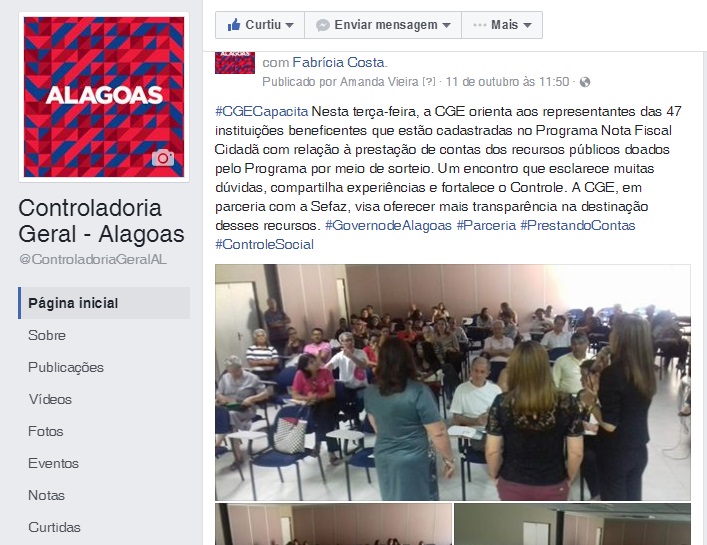 Curtiu
Enviar mensagem
Mais
ALAGOAS
Controladoria
Geral - Alagoas
@ControladoriaGeralAL
Página inicial
Sobre
Publicações
Vídeos
Fotos
Eventos
Notas
Curtidas
ALAGOAS
com Fabrícia Costa.
Publicado por Amanda Vieira [?] · 11 de outubro às 11:50 ·
#CGECapacita Nesta terça-feira, a CGE orienta aos representantes das 47
instituições beneficentes que estão cadastradas no Programa Nota Fiscal
Cidadã com relação à prestação de contas dos recursos públicos doados
pelo Programa por meio de sorteio. Um encontro que esclarece muitas
dúvidas, compartilha experiências e fortalece o Controle. A CGE, em
parceria com a Sefaz, visa oferecer mais transparência na destinação
desses recursos. #GovernodeAlagoas #Parceria #PrestandoContas
#ControleSocial